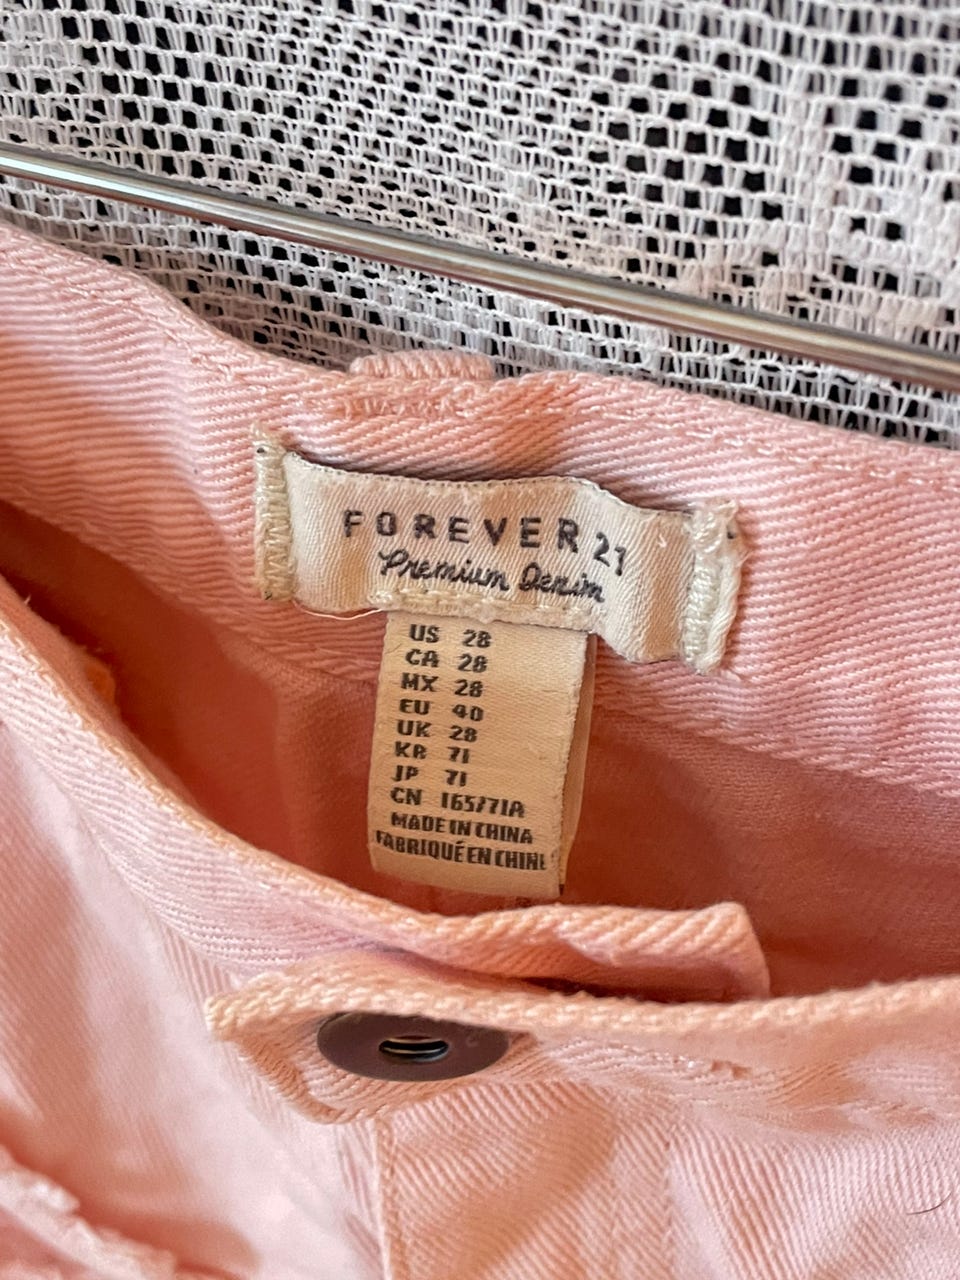 FOREVER 21
Premium Denim
US 28
CA 28
MX 28
EU 40
UK 28
KR 71
JP 71
CN 165/71A
MADE IN CHINA
FABRIQUÉ EN CHINE